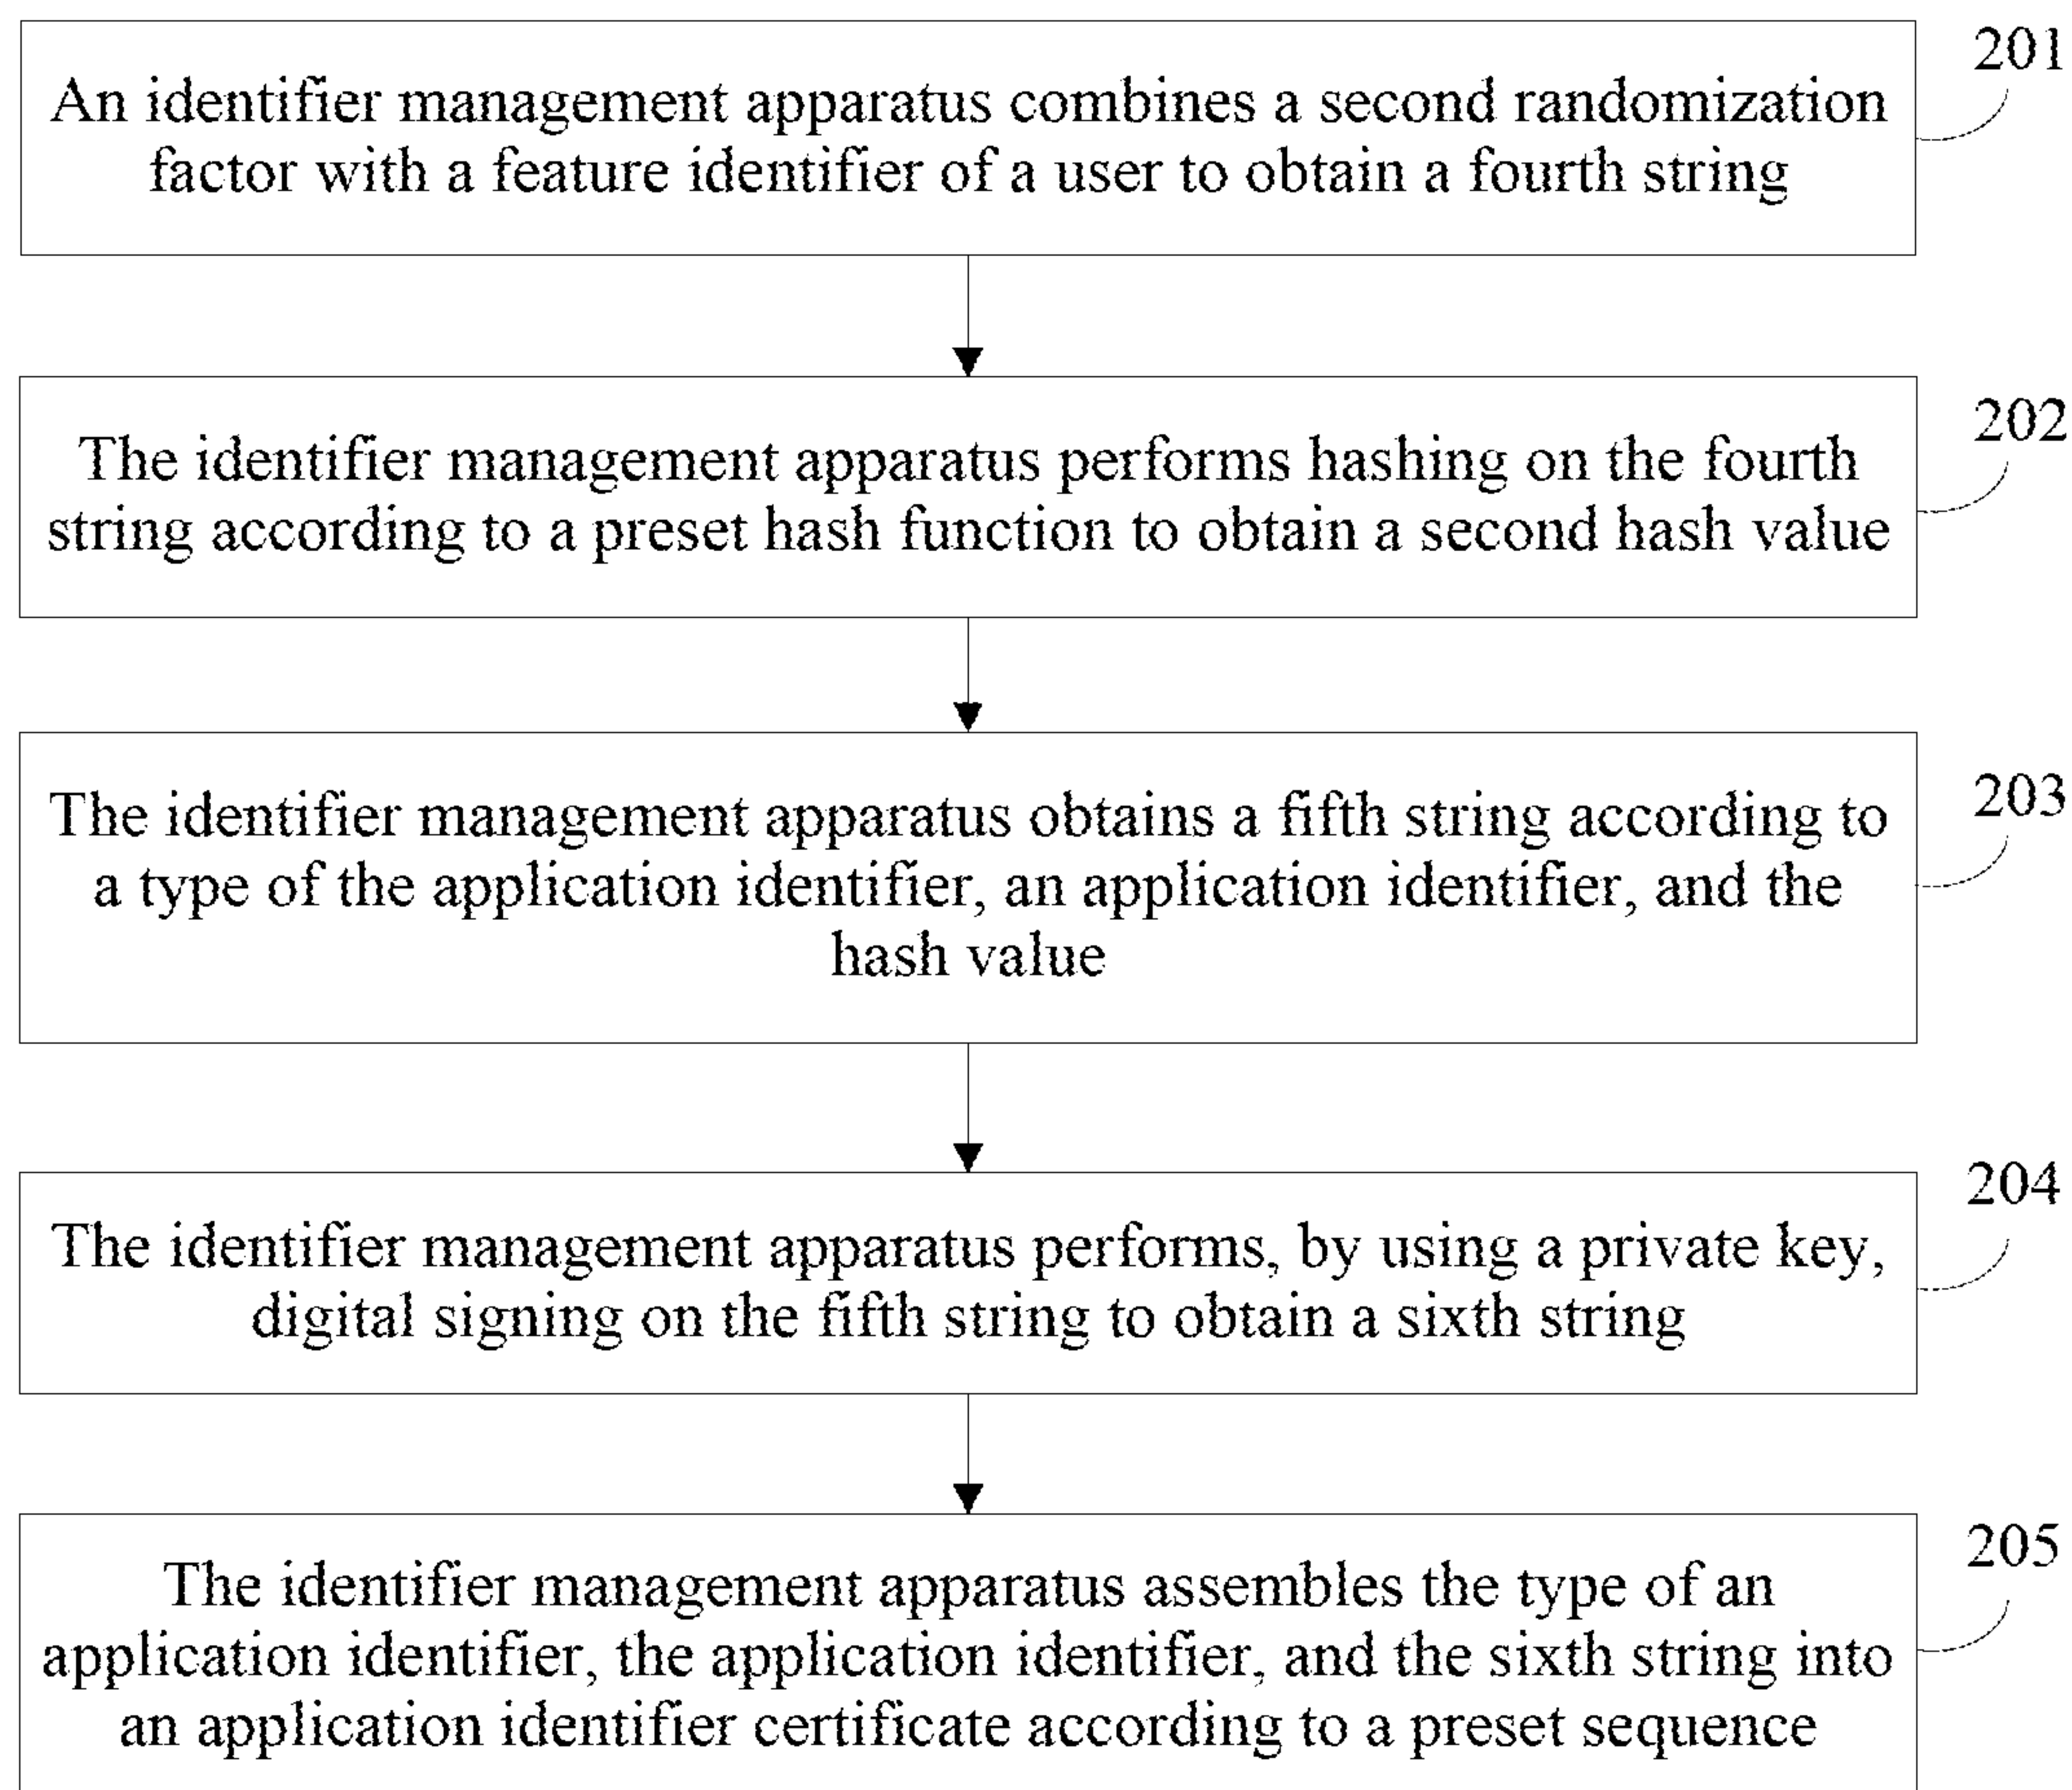 201
An identifier management apparatus combines a second randomization
factor with a feature identifier of a user to obtain a fourth string
202
The identifier management apparatus performs hashing on the fourth
string according to a preset hash function to obtain a second hash value
203
The identifier management apparatus obtains a fifth string according to
a type of the application identifier, an application identifier, and the
hash value
204
The identifier management apparatus performs, by using a private key,
digital signing on the fifth string to obtain a sixth string
205
The identifier management apparatus assembles the type of an
application identifier, the application identifier, and the sixth string into
an application identifier certificate according to a preset sequence